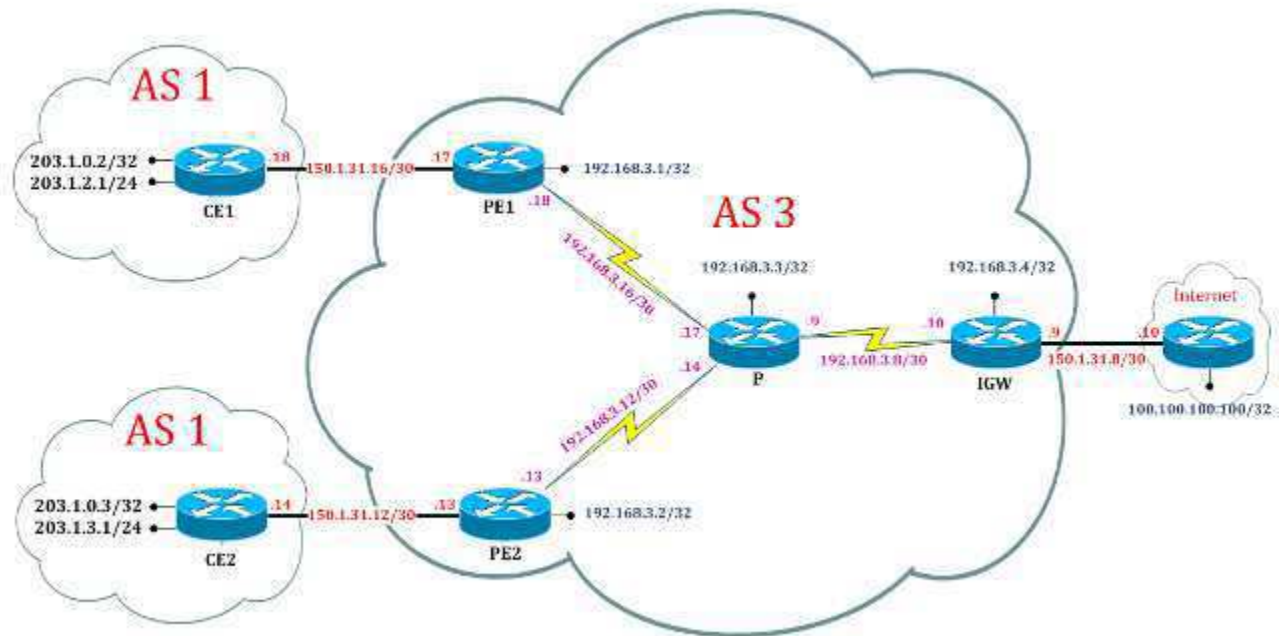 AS 1
203.1.0.2/32
203.1.2.1/24
.18
150.1.31.16/30
.17
CE1
PE1
192.168.3.1/32
.18
192.168.3.16/30
AS 3
192.168.3.3/32
192.168.3.4/32
Internet
.17
.9
.10
.9
.10
192.168.3.8/30
150.1.31.8/30
.14
P
IGW
100.100.100.100/32
192.168.3.12/30
AS 1
.13
203.1.0.3/32
203.1.3.1/24
.14
150.1.31.12/30
.13
192.168.3.2/32
CE2
PE2